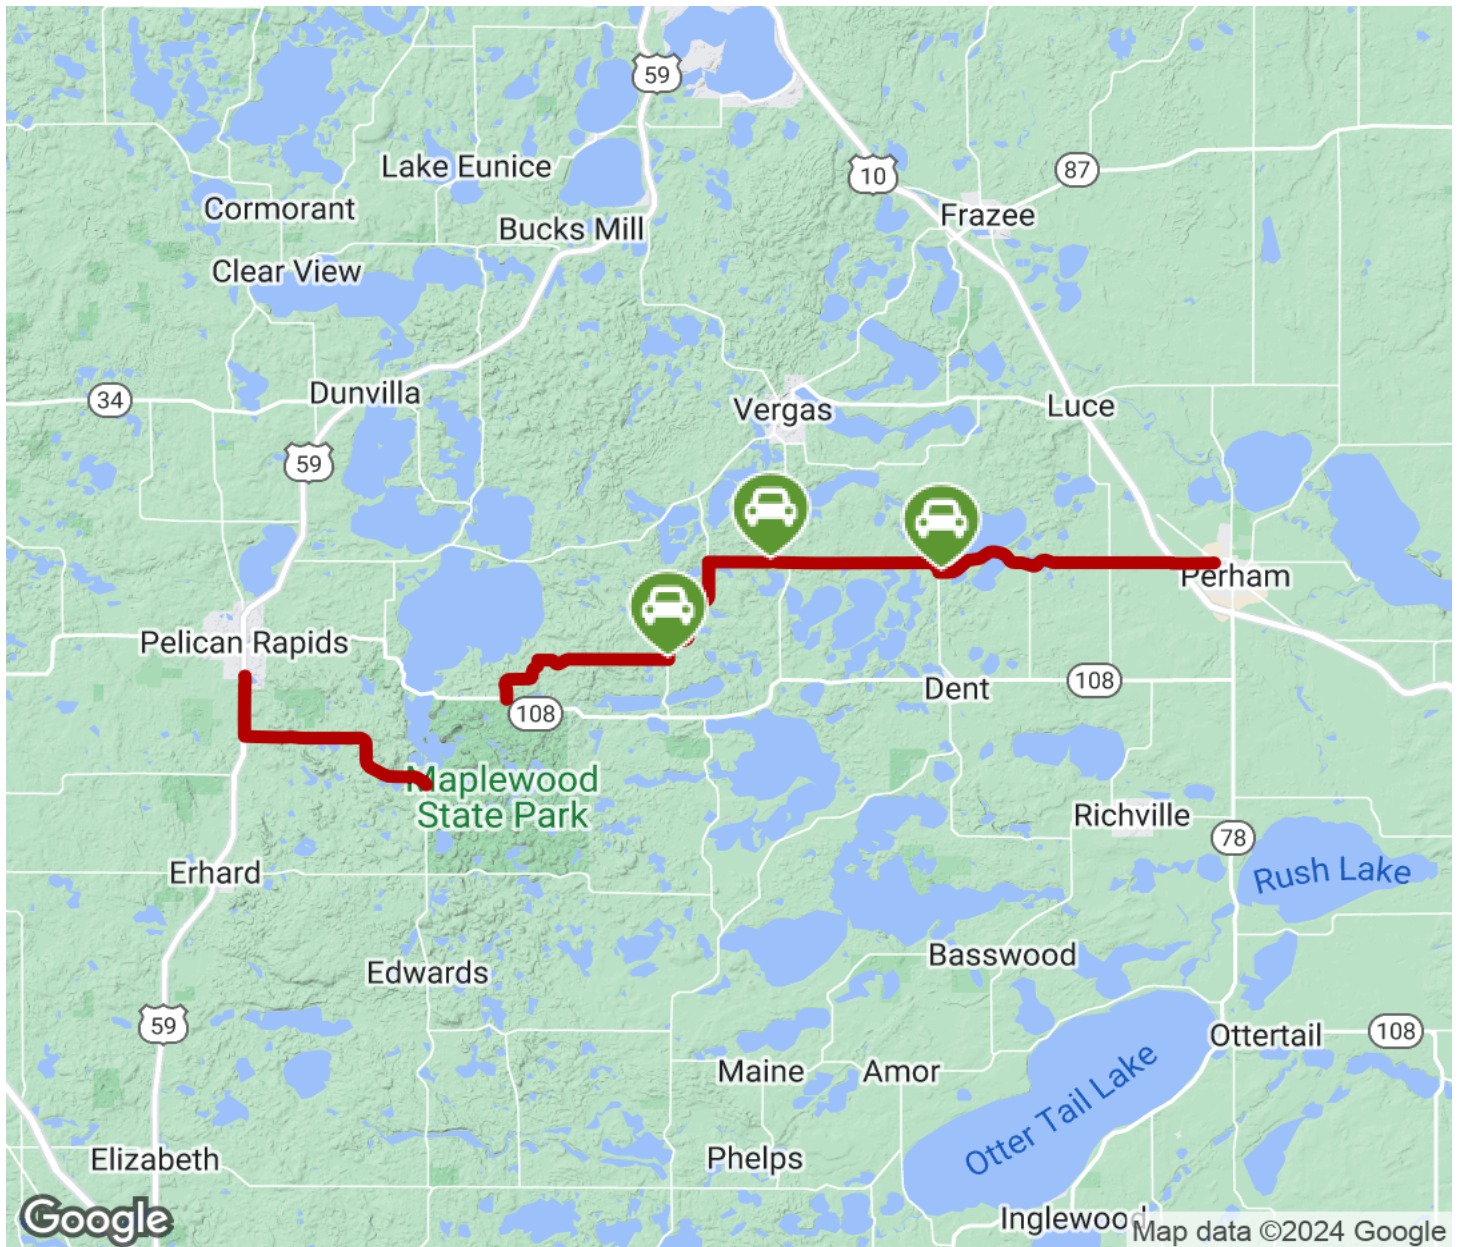 59
Lake Eunice
10
87
Cormorant
Frazee
Bucks Mill
Clear View
Dunvilla
34
Vergas
Luce
59
Perham
Pelican Rapids
Dent
108
108
Maplewood
State Park
Richville
78
Erhard
Rush Lake
Basswood
Edwards
59
Ottertail
108
Maine
Amor
Otter Tail Lake
Elizabeth
Phelps
Inglewood
Google
Map data ©2024 Google